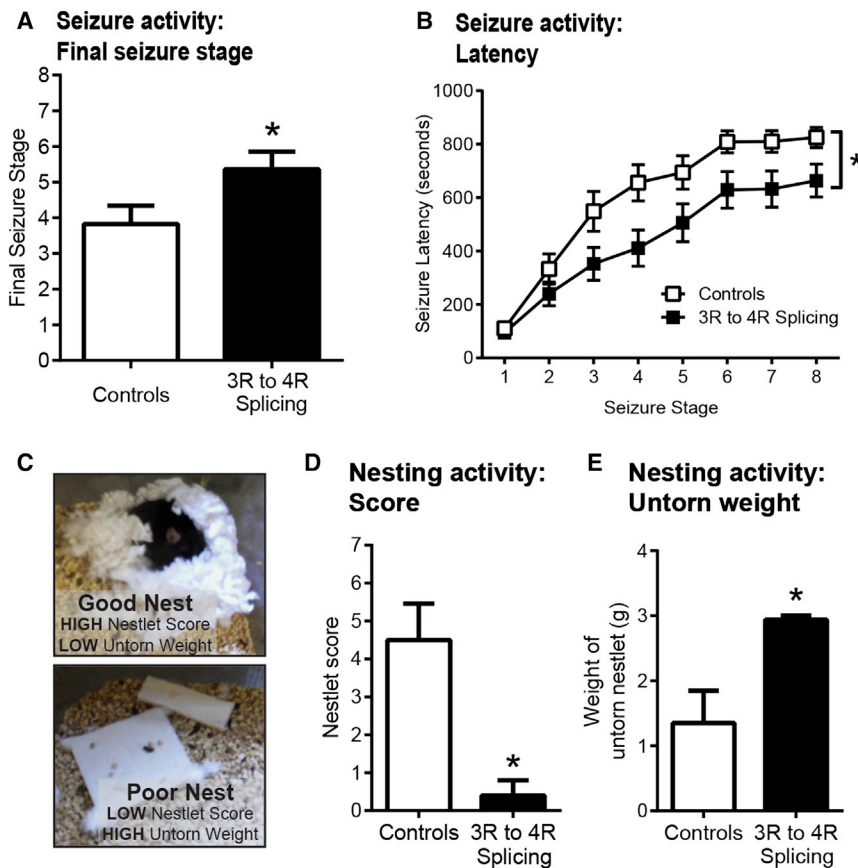 A
Seizure activity:
Final seizure stage
8
7
6
5
4
3
2
1
0
Final Seizure Stage
*
Controls
3R to 4R
Splicing
B
Seizure activity:
Latency
1000
800
600
400
200
0
Seizure Latency (seconds)
*
Controls
3R to 4R Splicing
1 2 3 4 5 6 7 8
Seizure Stage
C
Good Nest
HIGH Nestlet Score
LOW Untorn Weight
Poor Nest
LOW Nestlet Score
HIGH Untorn Weight
D
Nesting activity:
Score
7
6
5
4
3
2
1
0
Nestlet score
*
Controls
3R to 4R
Splicing
E
Nesting activity:
Untorn weight
4
3
2
1
0
Weight of
untorn nestlet (g)
*
Controls
3R to 4R
Splicing